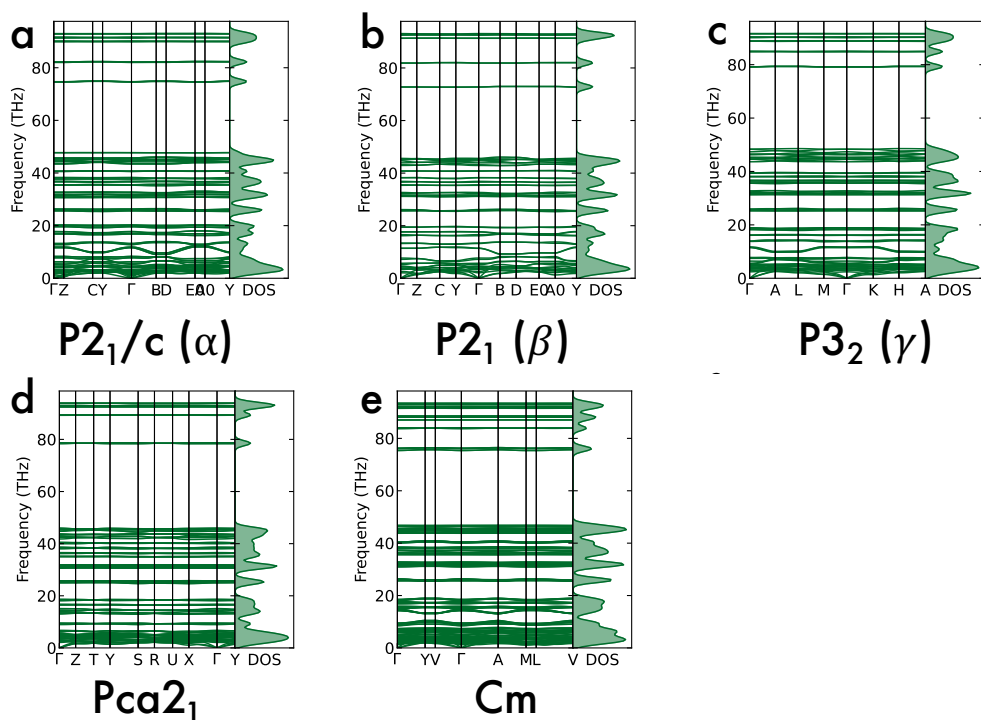 a
Frequency (THz)
80
60
40
20
0
Γ Z C Y Γ B D E0 A0 Y DOS
P2₁/c (α)
b
Frequency (THz)
80
60
40
20
0
Γ Z C Y Γ B D E0 A0 Y DOS
P2₁ (β)
c
Frequency (THz)
80
60
40
20
0
Γ A L M Γ K H A DOS
P3₂ (γ)
d
Frequency (THz)
80
60
40
20
0
Γ Z T Y S R U X Γ Y DOS
Pca2₁
e
Frequency (THz)
80
60
40
20
0
Γ Y V Γ A M L V DOS
Cm